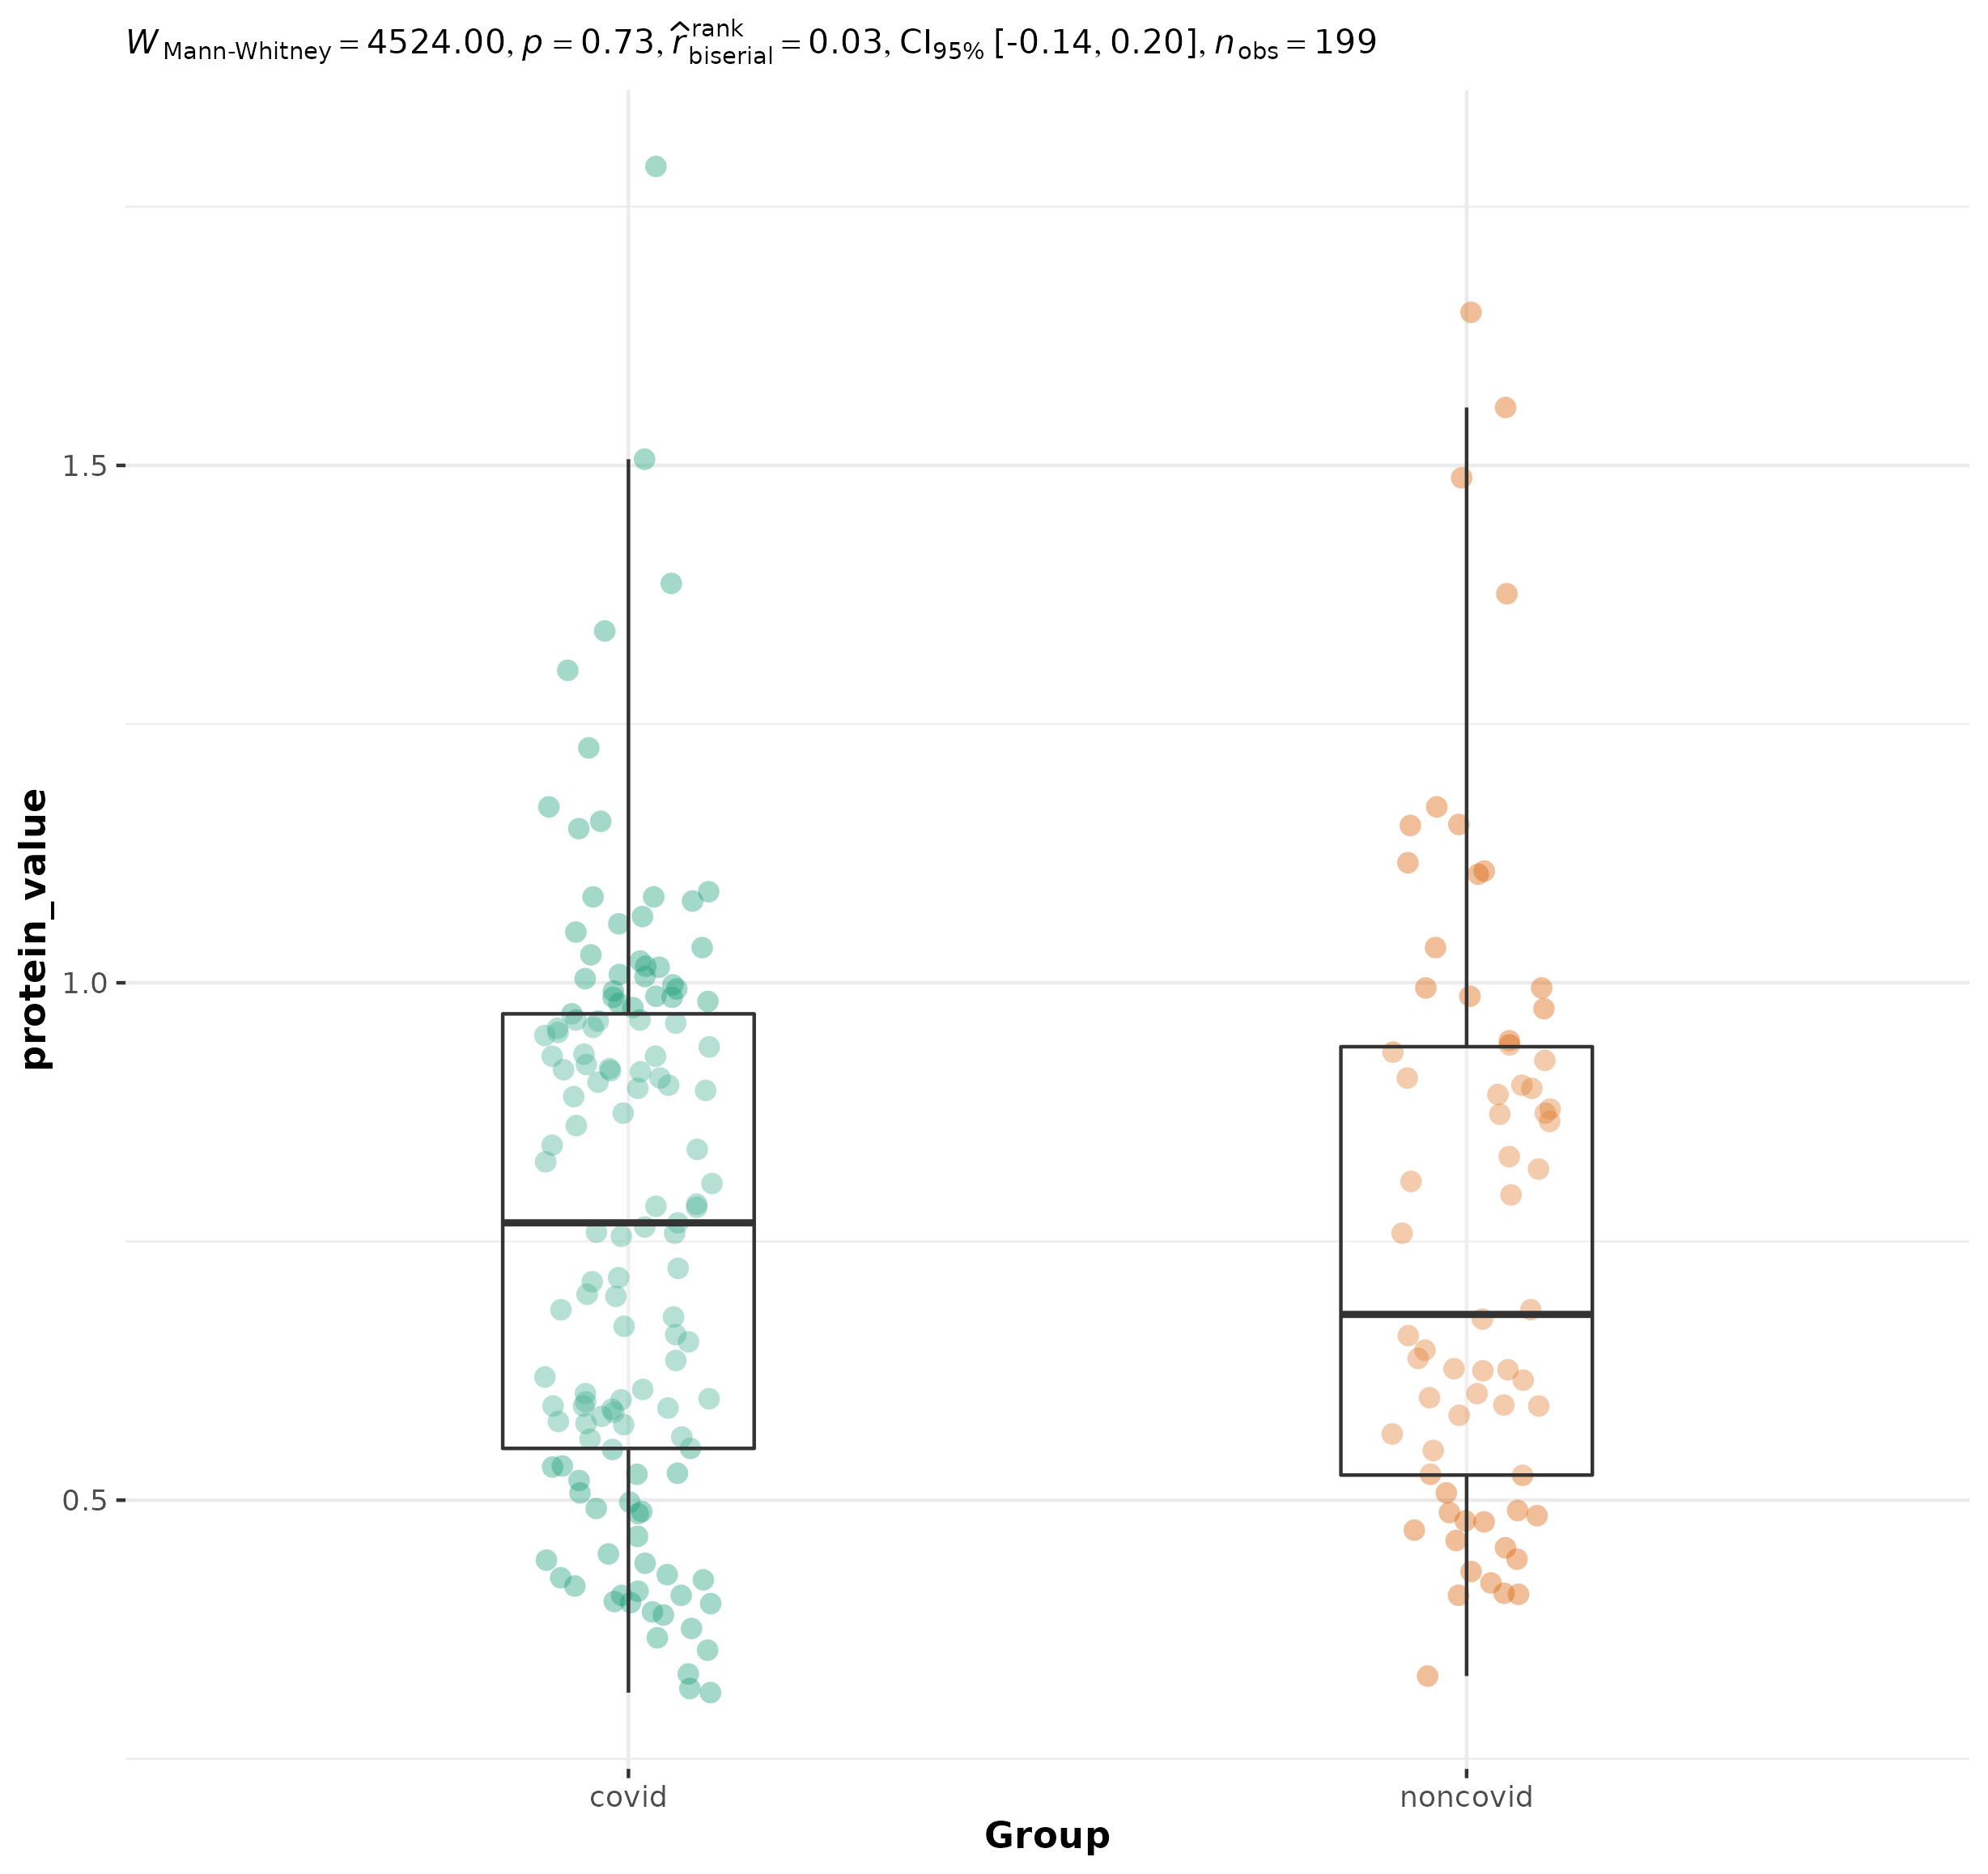 W Mann-Whitney = 4524.00, p = 0.73, r̂ rank biserial = 0.03, CI95% [-0.14, 0.20], n obs = 199
protein_value
1.5
1.0
0.5
covid noncovid
Group